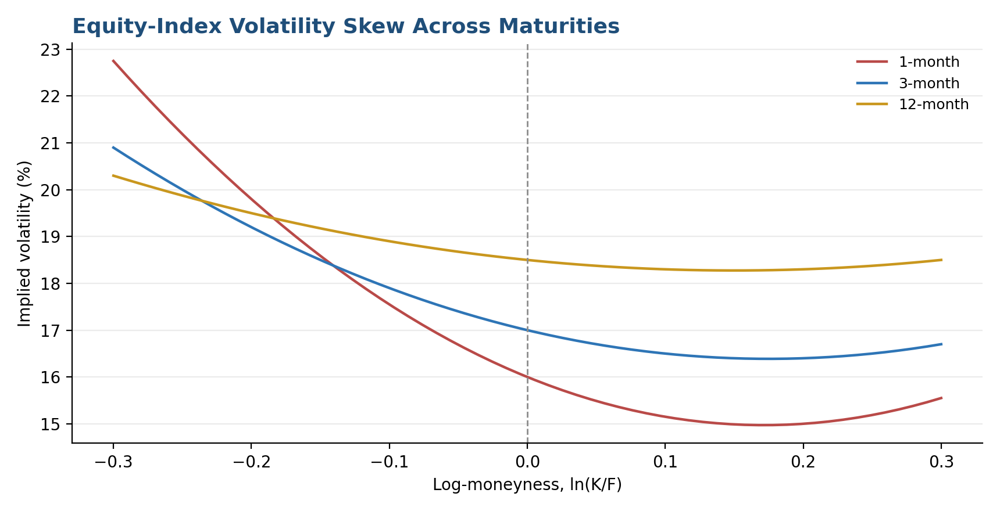 Equity-Index Volatility Skew Across Maturities
1-month
3-month
12-month
Implied volatility (%)
23
22
21
20
19
18
17
16
15
−0.3 −0.2 −0.1 0.0 0.1 0.2 0.3
Log-moneyness, ln(K/F)